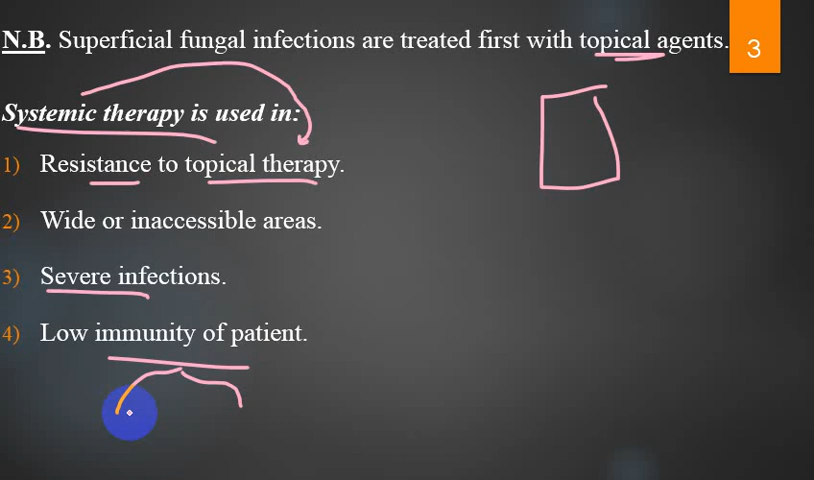 N.B. Superficial fungal infections are treated first with topical agents.
3
Systemic therapy is used in:
1) Resistance to topical therapy.
2) Wide or inaccessible areas.
3) Severe infections.
4) Low immunity of patient.